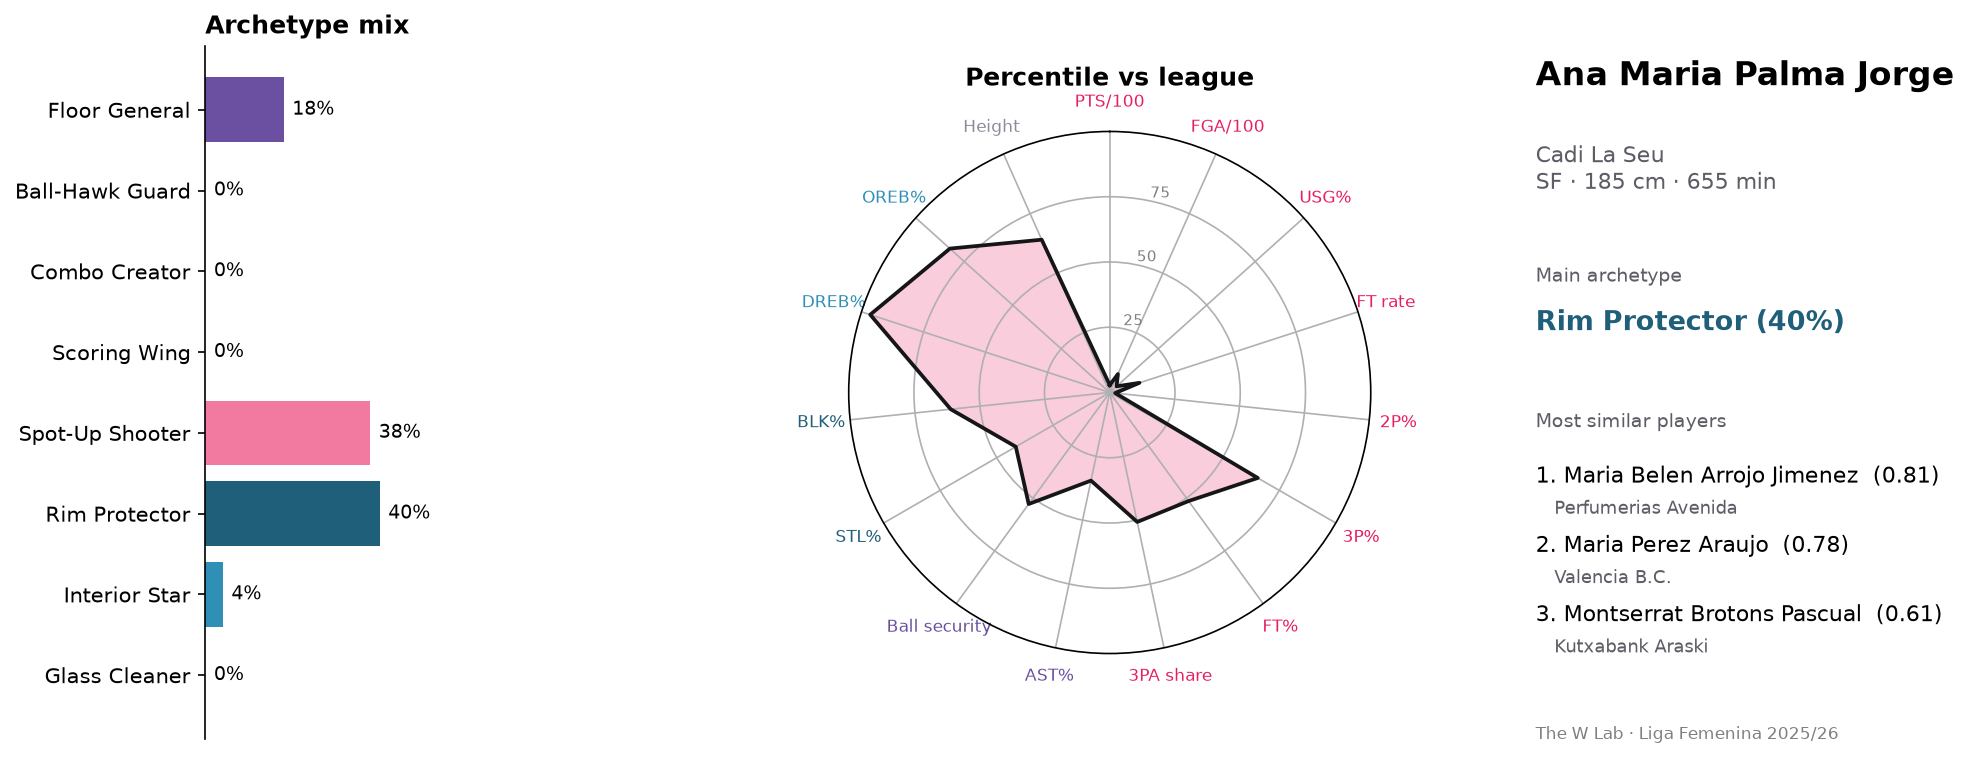 Archetype mix
Floor General
18%
Ball-Hawk Guard
0%
Combo Creator
0%
Scoring Wing
0%
Spot-Up Shooter
38%
Rim Protector
40%
Interior Star
4%
Glass Cleaner
0%
Percentile vs league
PTS/100
FGA/100
USG%
FT rate
2P%
3P%
FT%
3PA share
AST%
Ball security
STL%
BLK%
DREB%
OREB%
Height
75
50
25
Ana Maria Palma Jorge
Cadi La Seu
SF · 185 cm · 655 min
Main archetype
Rim Protector (40%)
Most similar players
1. Maria Belen Arrojo Jimenez (0.81)
Perfumerias Avenida
2. Maria Perez Araujo (0.78)
Valencia B.C.
3. Montserrat Brotons Pascual (0.61)
Kutxabank Araski
The W Lab · Liga Femenina 2025/26